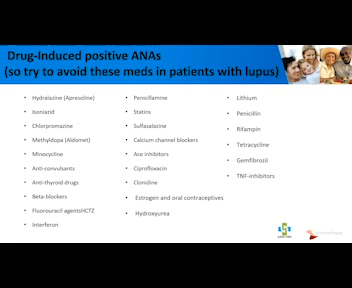 Drug-Induced positive ANAs
(so try to avoid these meds in patients with lupus)
• Hydralazine (Apresoline)
• Isoniazid
• Chlorpromazine
• Methyldopa (Aldomet)
• Minocycline
• Anti-convulsants
• Anti-thyroid drugs
• Beta-blockers
• Fluorouracil agentsHCTZ
• Interferon
• Penicillamine
• Statins
• Sulfasalazine
• Calcium channel blockers
• Ace inhibitors
• Ciprofloxacin
• Clonidine
• Estrogen and oral contraceptives
• Hydroxyurea
• Lithium
• Penicillin
• Rifampin
• Tetracycline
• Gemfibrozil
• TNF-inhibitors